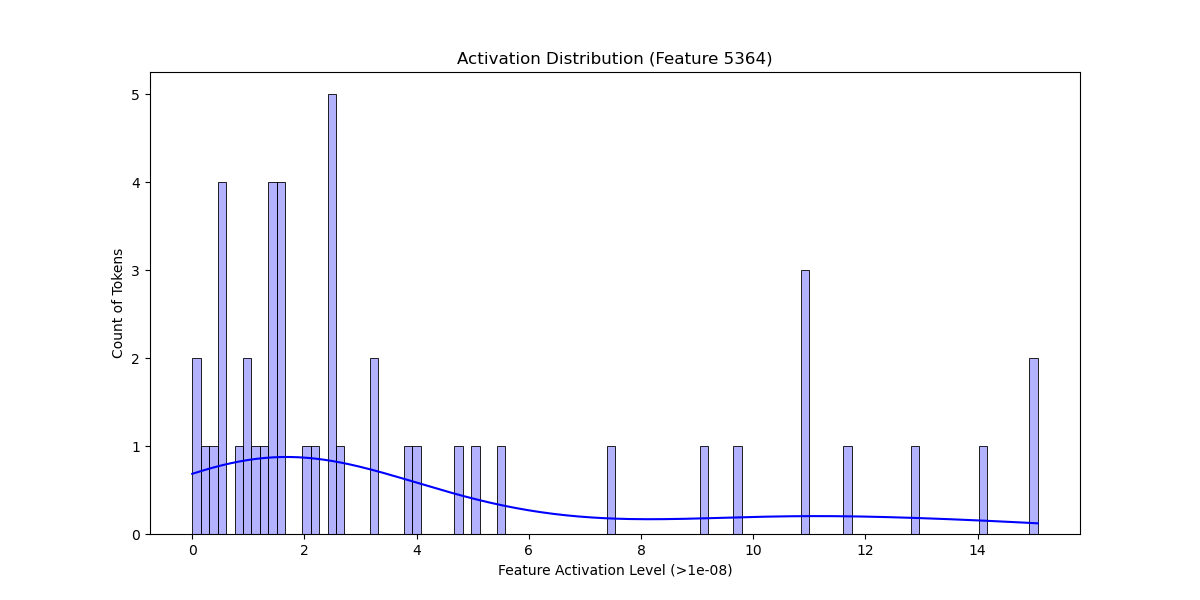 Activation Distribution (Feature 5364)
5
4
3
2
1
0
Count of Tokens
0 2 4 6 8 10 12 14
Feature Activation Level (>1e-08)